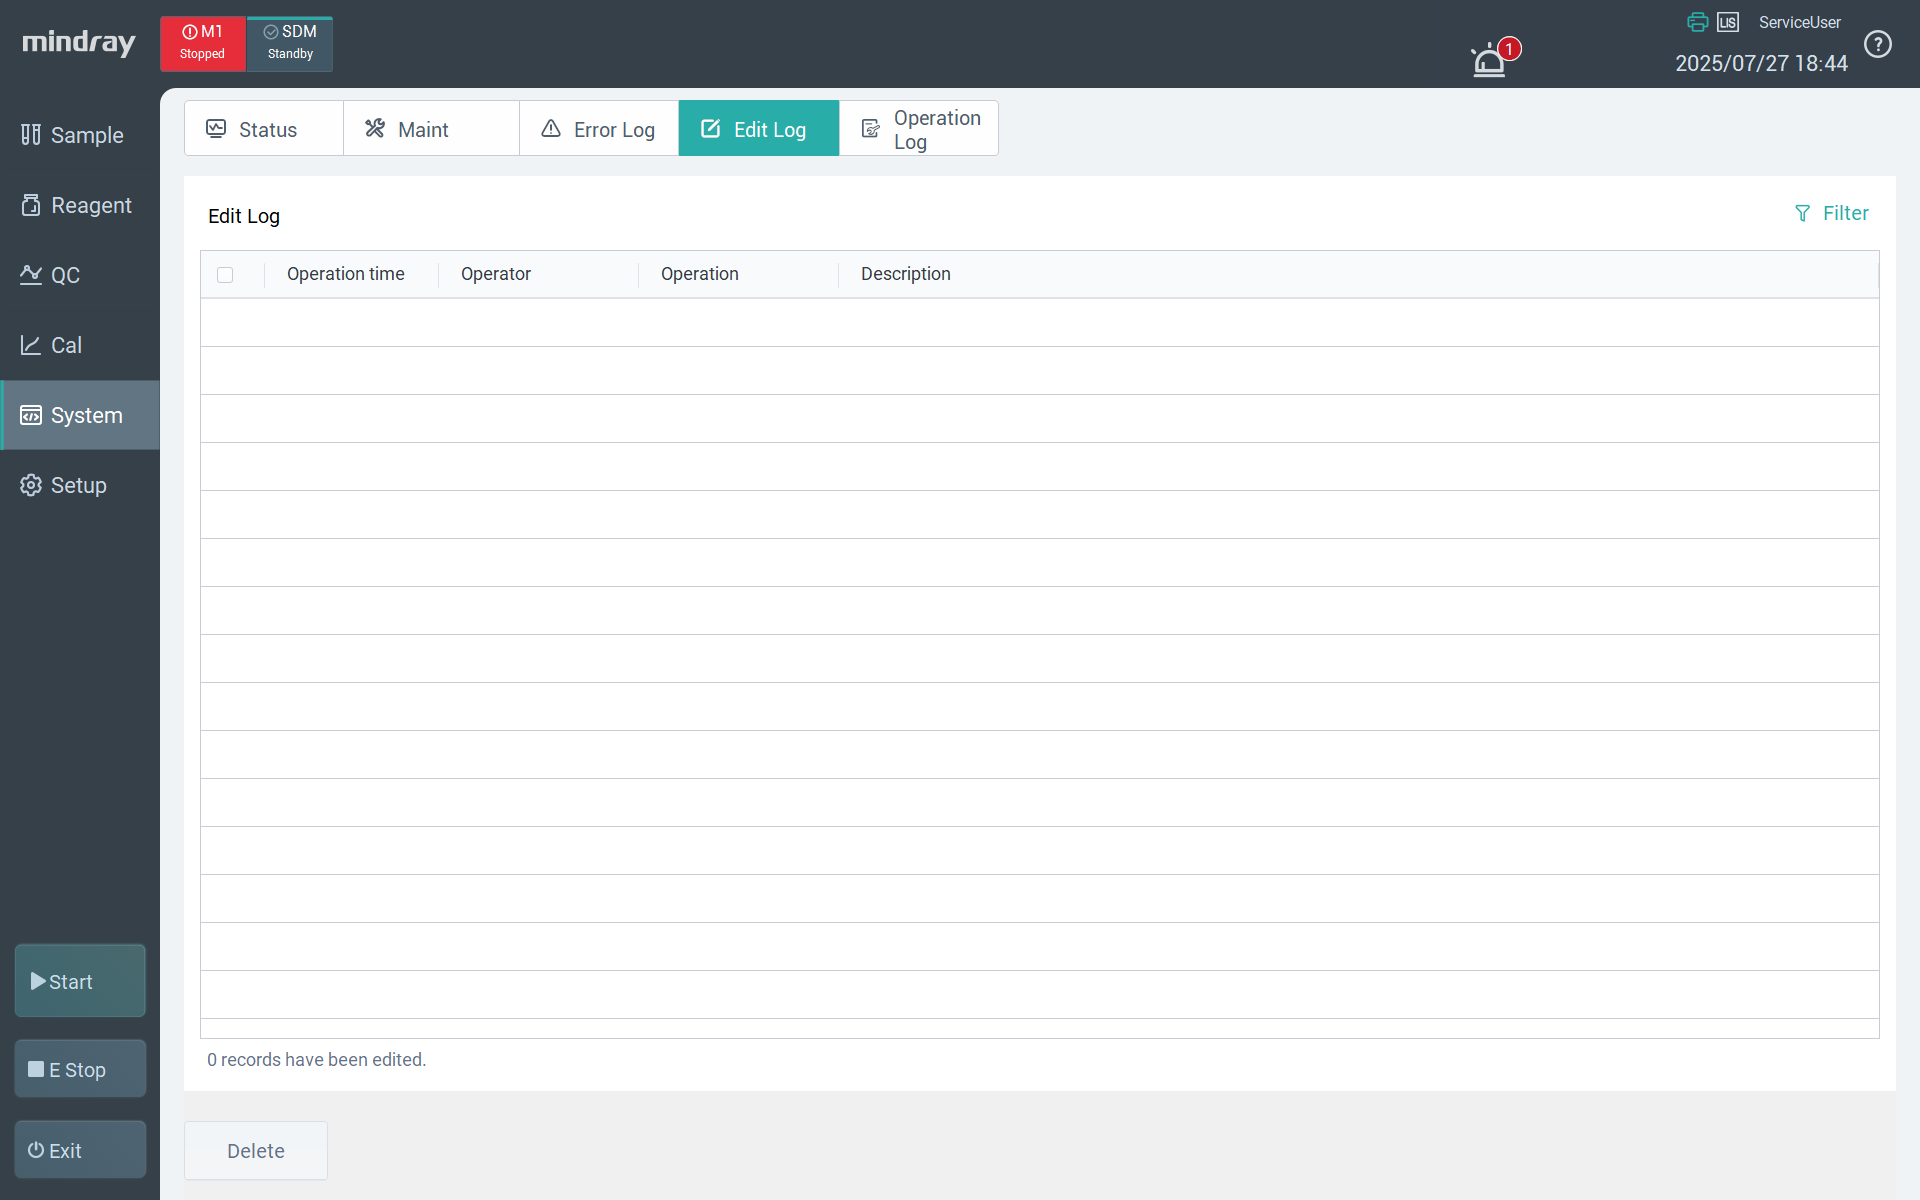 mindray
M1
Stopped
SDM
Standby
1
LIS
ServiceUser
2025/07/27 18:44
?
Sample
Reagent
QC
Cal
System
Setup
Start
E Stop
Exit
Status
Maint
Error Log
Edit Log
Operation
Log
Edit Log
Filter
Operation time
Operator
Operation
Description
0 records have been edited.
Delete